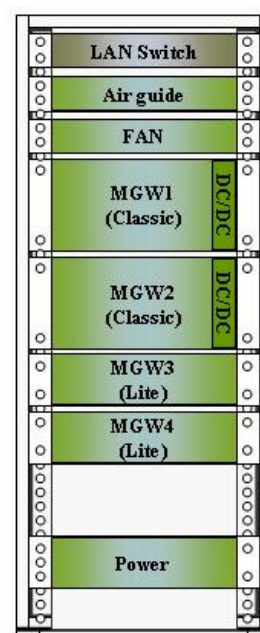 LAN Switch
Air guide
FAN
MGW1
(Classic)
DC/DC
MGW2
(Classic)
DC/DC
MGW3
(Lite)
MGW4
(Lite)
Power